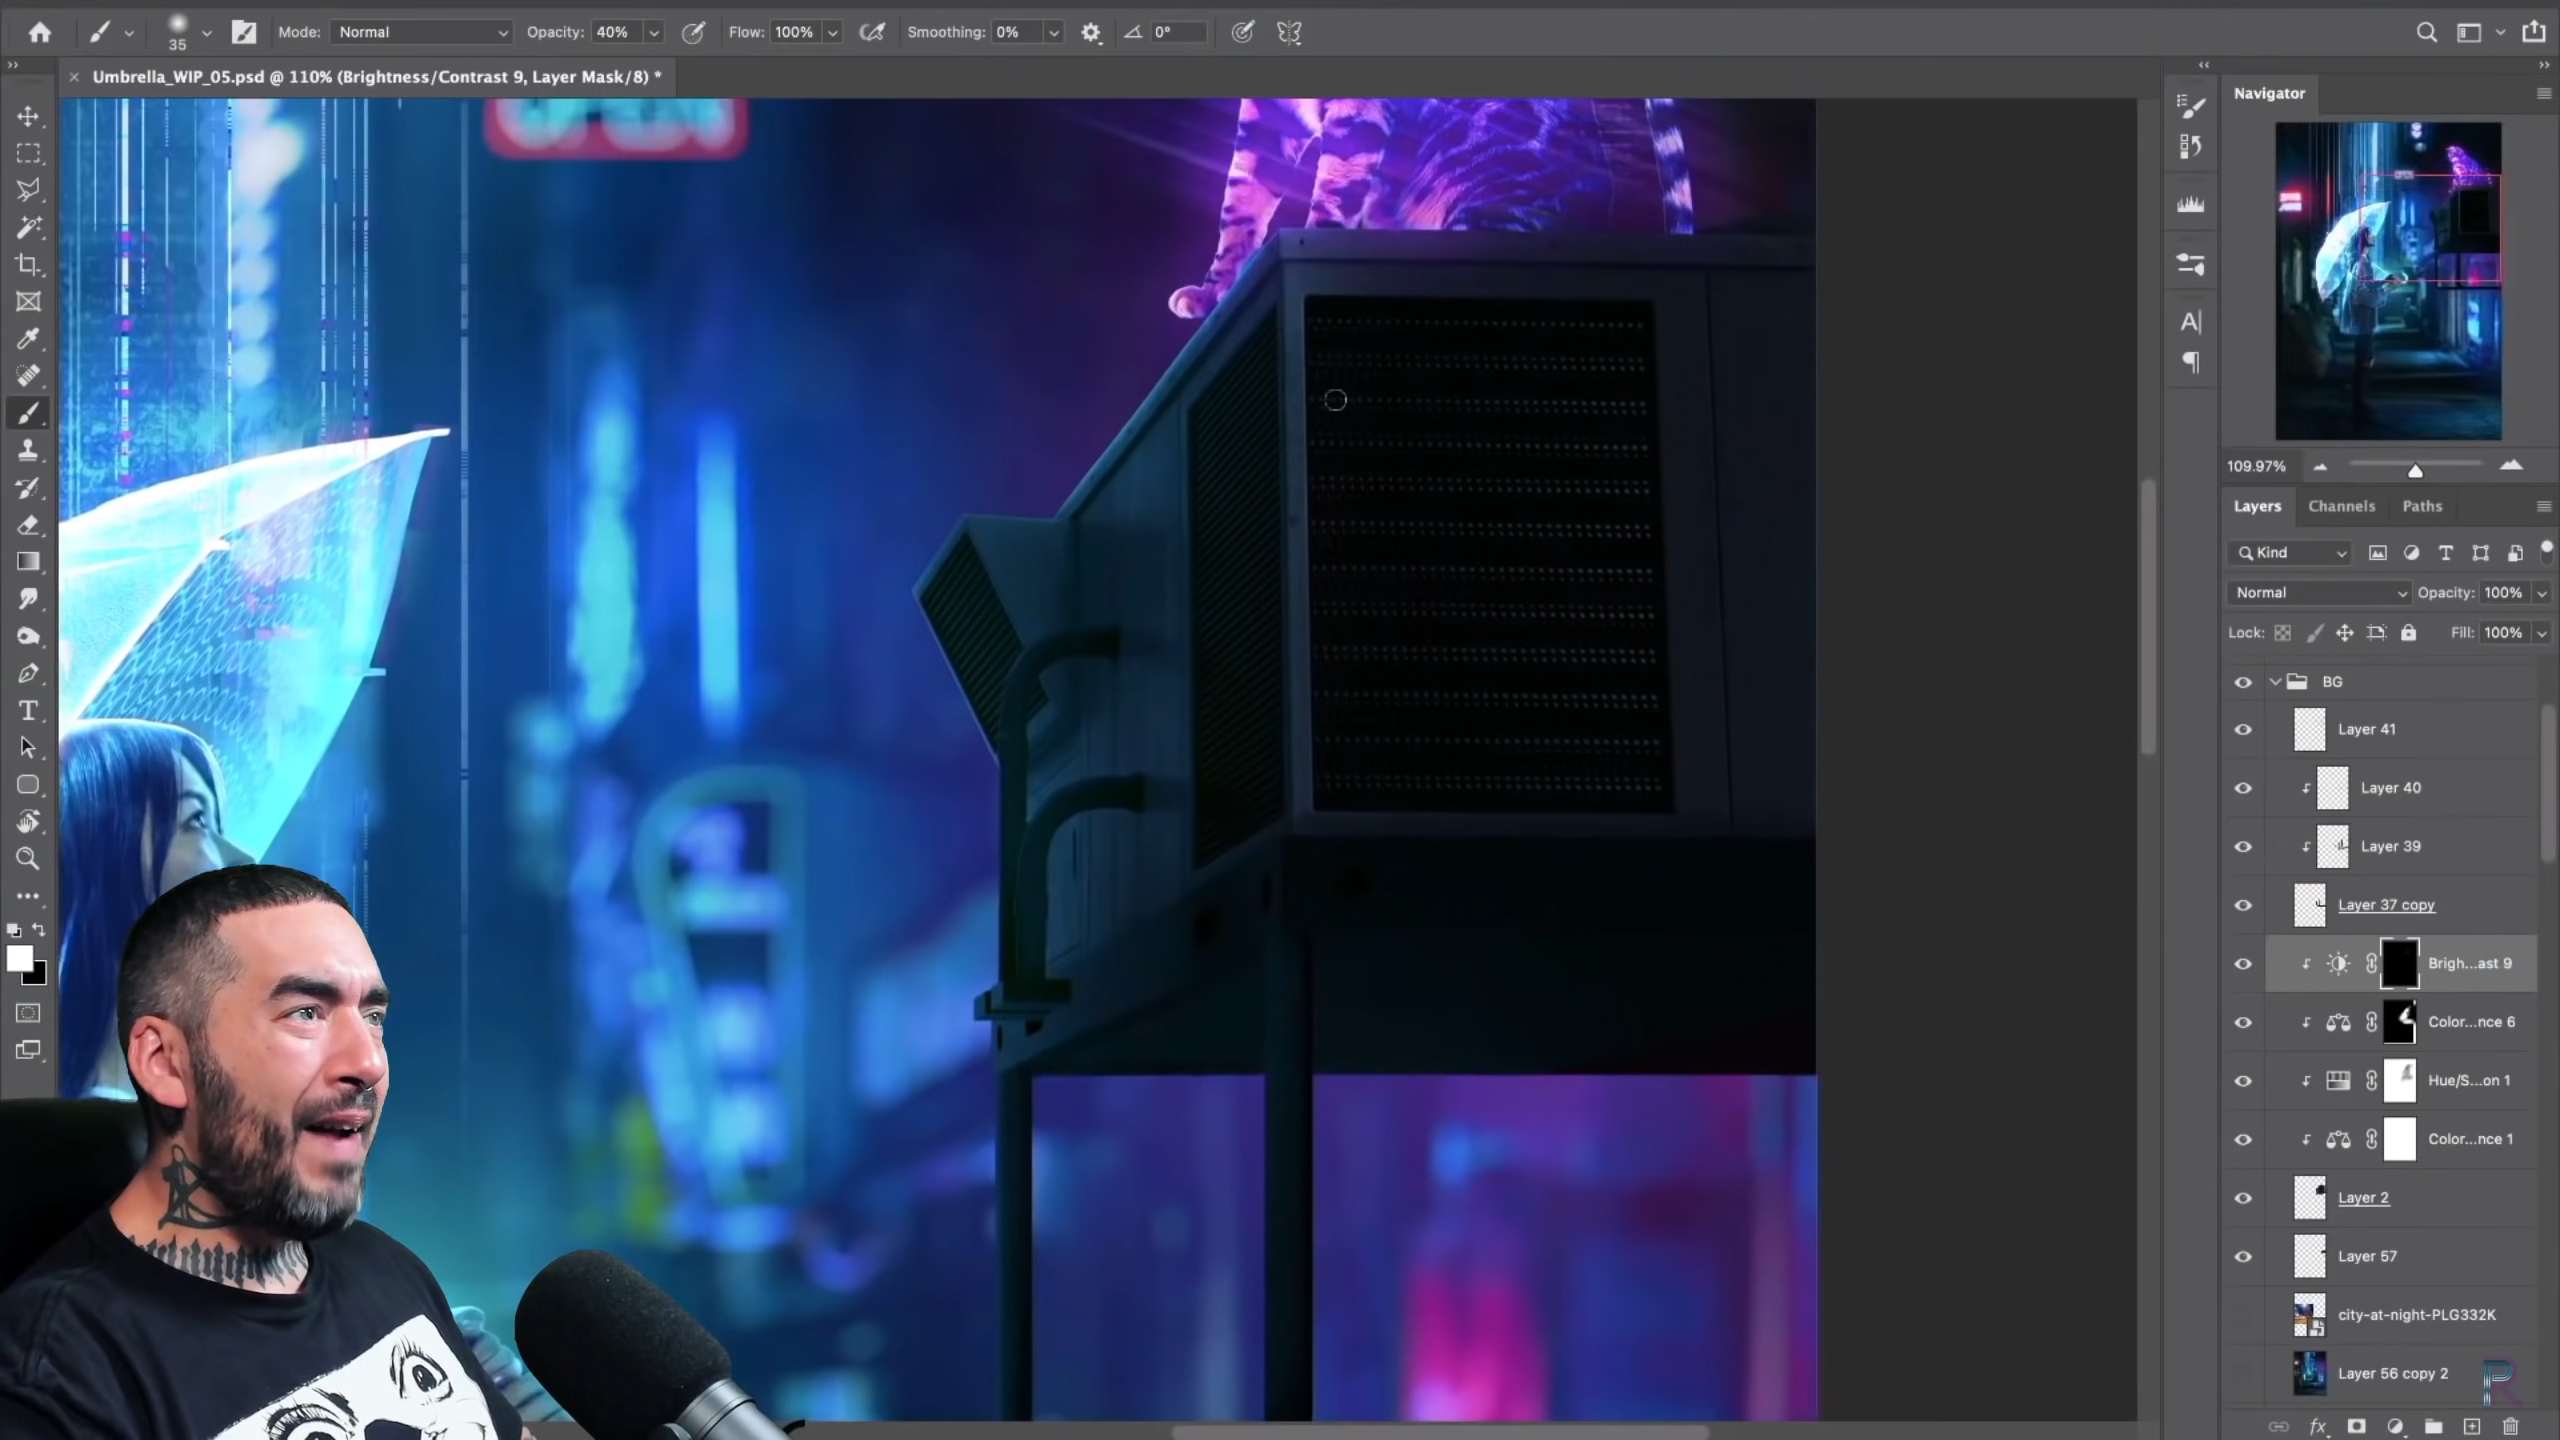 35
Mode: Normal
Opacity: 40%
Flow: 100%
Smoothing: 0%
0°
Umbrella_WIP_05.psd @ 110% (Brightness/Contrast 9, Layer Mask/8) *
Navigator
109.97%
Layers Channels Paths
Kind
Normal Opacity: 100%
Lock: Fill: 100%
BG
Layer 41
Layer 40
Layer 39
Layer 37 copy
Brigh...ast 9
Color...nce 6
Hue/S...on 1
Color...nce 1
Layer 2
Layer 57
city-at-night-PLG332K
Layer 56 copy 2